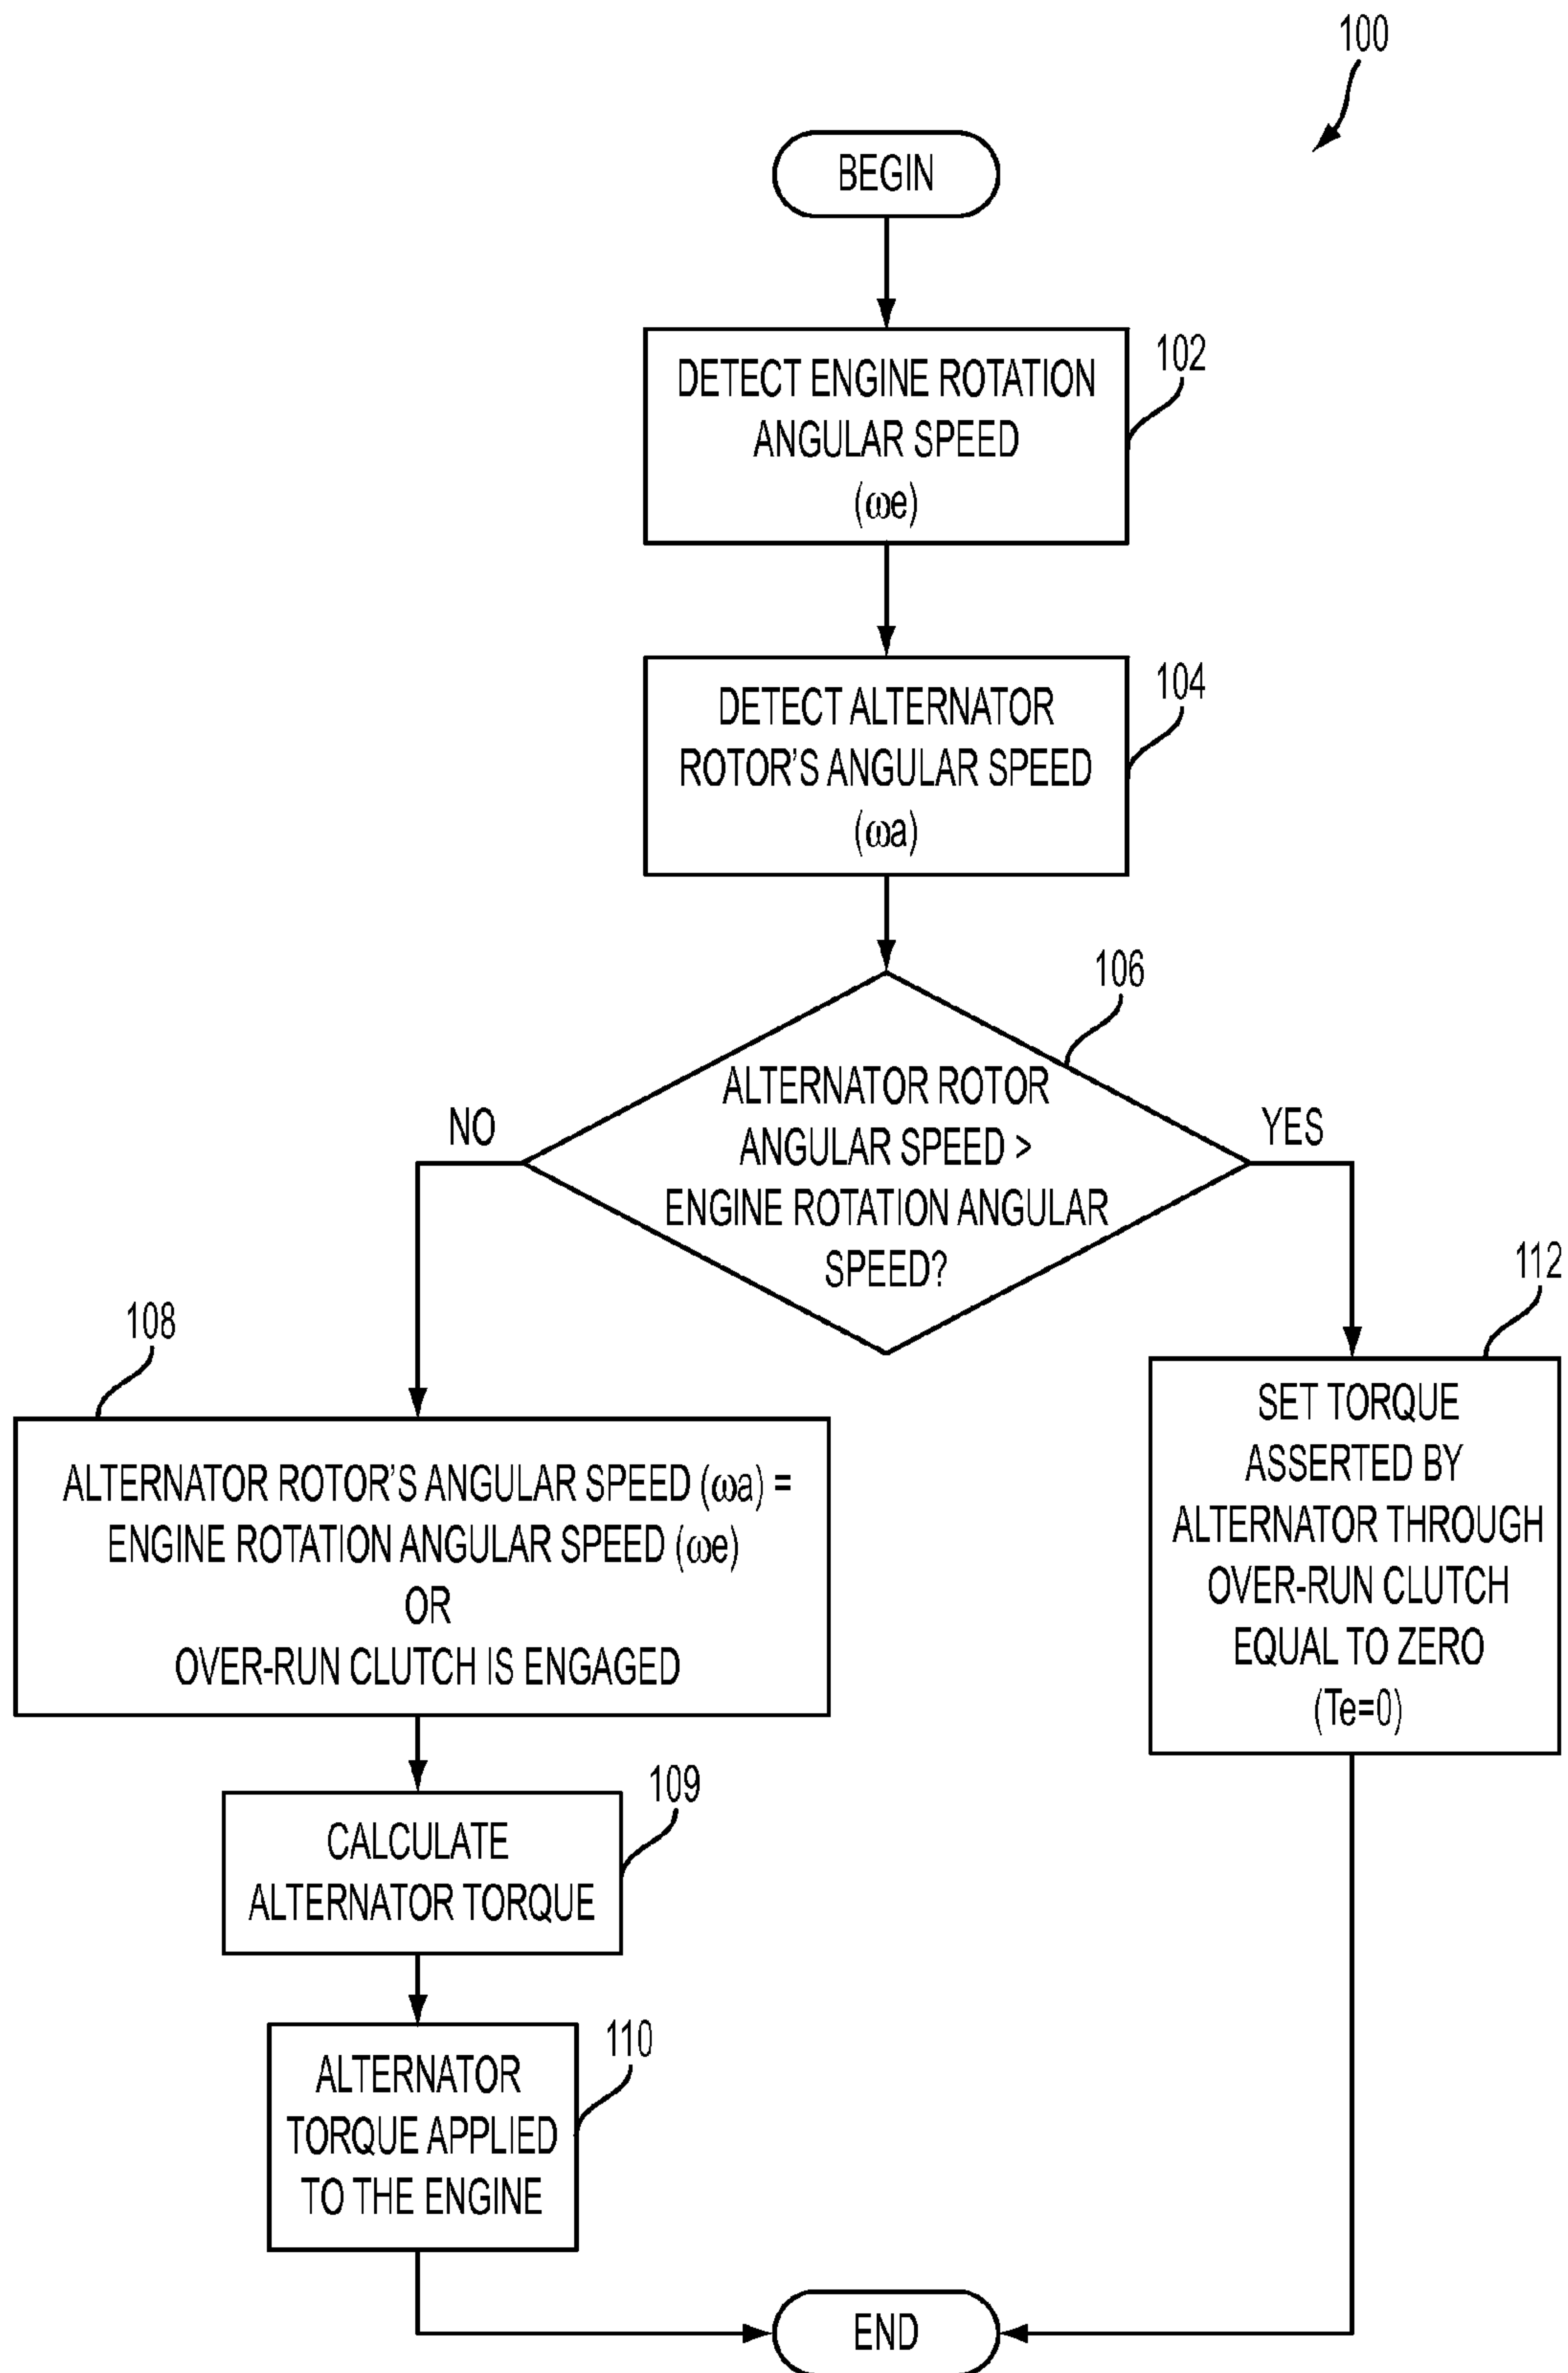 100
BEGIN
DETECT ENGINE ROTATION
ANGULAR SPEED
(ωe)
102
DETECT ALTERNATOR
ROTOR'S ANGULAR SPEED
(ωa)
104
106
ALTERNATOR ROTOR
ANGULAR SPEED >
ENGINE ROTATION ANGULAR
SPEED?
NO
YES
108
ALTERNATOR ROTOR'S ANGULAR SPEED (ωa) =
ENGINE ROTATION ANGULAR SPEED (ωe)
OR
OVER-RUN CLUTCH IS ENGAGED
112
SET TORQUE
ASSERTED BY
ALTERNATOR THROUGH
OVER-RUN CLUTCH
EQUAL TO ZERO
(Te=0)
109
CALCULATE
ALTERNATOR TORQUE
110
ALTERNATOR
TORQUE APPLIED
TO THE ENGINE
END